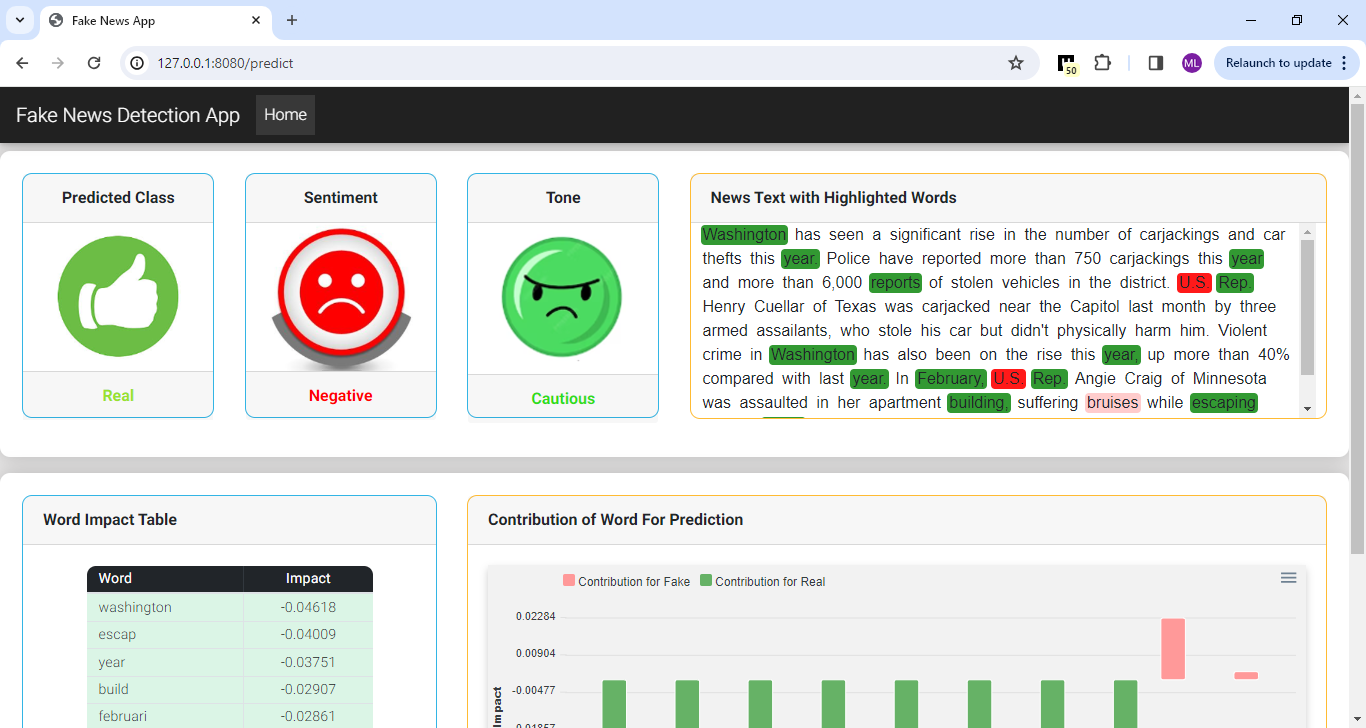 Fake News App
127.0.0.1:8080/predict
50
ML
Relaunch to update
Fake News Detection App
Home
Predicted Class
Real
Sentiment
Negative
Tone
Cautious
News Text with Highlighted Words
Washington has seen a significant rise in the number of carjackings and car
thefts this year. Police have reported more than 750 carjackings this year
and more than 6,000 reports of stolen vehicles in the district. U.S. Rep.
Henry Cuellar of Texas was carjacked near the Capitol last month by three
armed assailants, who stole his car but didn't physically harm him. Violent
crime in Washington has also been on the rise this year, up more than 40%
compared with last year. In February, U.S. Rep. Angie Craig of Minnesota
was assaulted in her apartment building, suffering bruises while escaping
Word Impact Table
Word Impact
washington -0.04618
escap -0.04009
year -0.03751
build -0.02907
februari -0.02861
Contribution of Word For Prediction
Contribution for Fake Contribution for Real
0.02284
0.00904
-0.00477
-0.01857
Impact